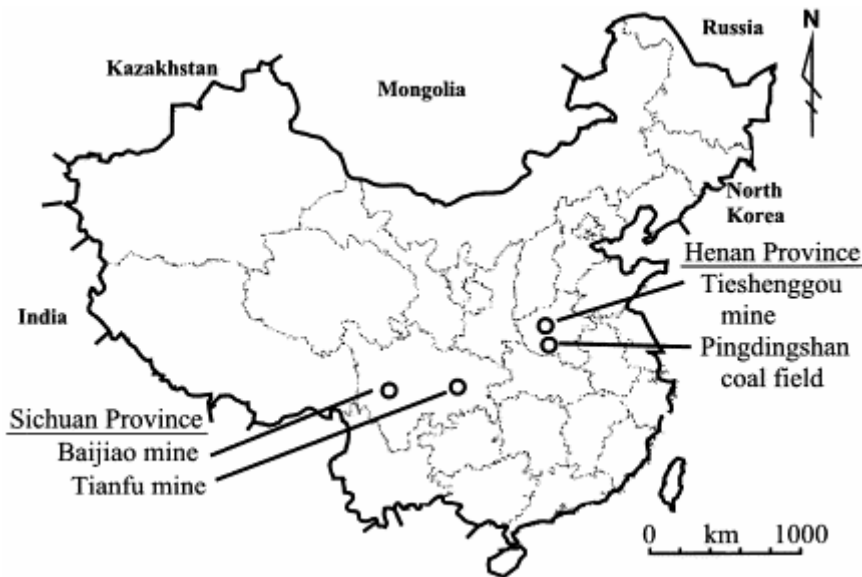 Russia
N
Kazakhstan
Mongolia
North
Korea
Henan Province
Tieshenggou
mine
India
Pingdingshan
coal field
Sichuan Province
Baijiao mine
Tianfu mine
0 km 1000